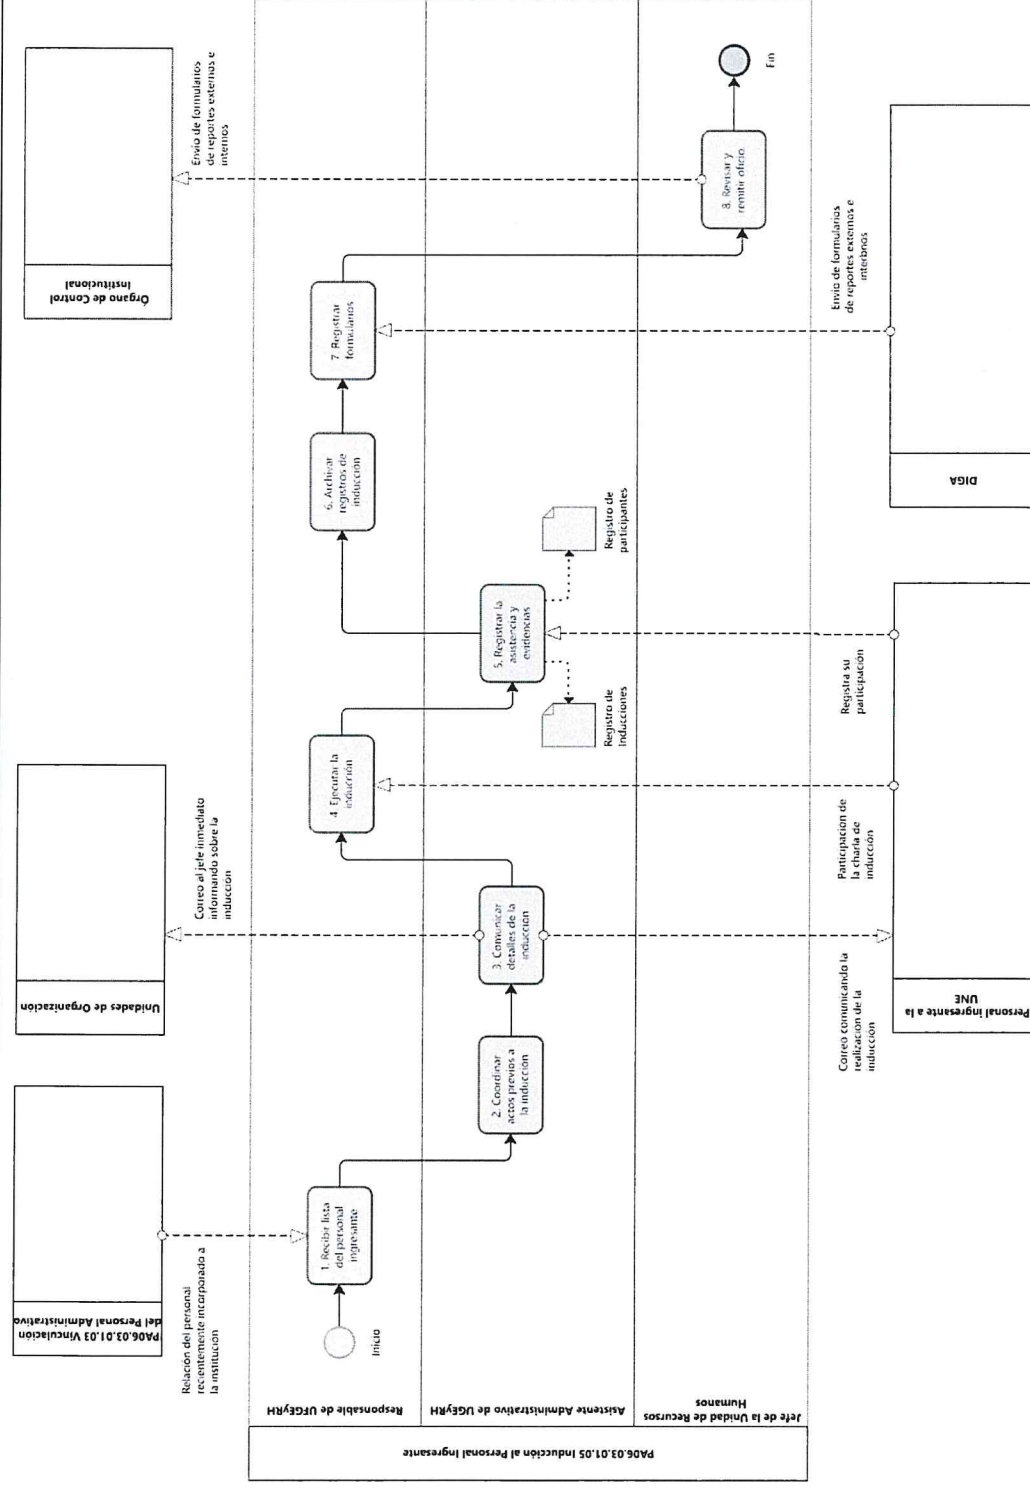 PA06.03.01.03 Vinculación
del Personal Administrativo
Unidades de Organización
Órgano de Control
Institucional
Relación del personal
recientemente incorporado a
la institución
Correo al jefe inmediato
informando sobre la
inducción
Envío de formularios
de reportes externos e
internos
PA06.03.01.05 Inducción al Personal Ingresante
Responsable de UFGEyRH
Inicio
1. Recibir lista
del personal
ingresante
4. Ejecutar la
inducción
6. Archivar
registros de
inducción
7. Registrar
formularios
Asistente Administrativo de UGEyRH
2. Coordinar
actos previos a
la inducción
3. Comunicar
detalles de la
inducción
5. Registrar la
asistencia y
evidencias
Registro de
Inducciones
Registro de
participantes
Jefe de la Unidad de Recursos
Humanos
8. Revisar y
remitir oficio
Fin
Correo comunicando la
realización de la
inducción
Participación de
la charla de
inducción
Registra su
participación
Envío de formularios
de reportes externos e
interbnos
Personal ingresante a la
UNE
DIGA